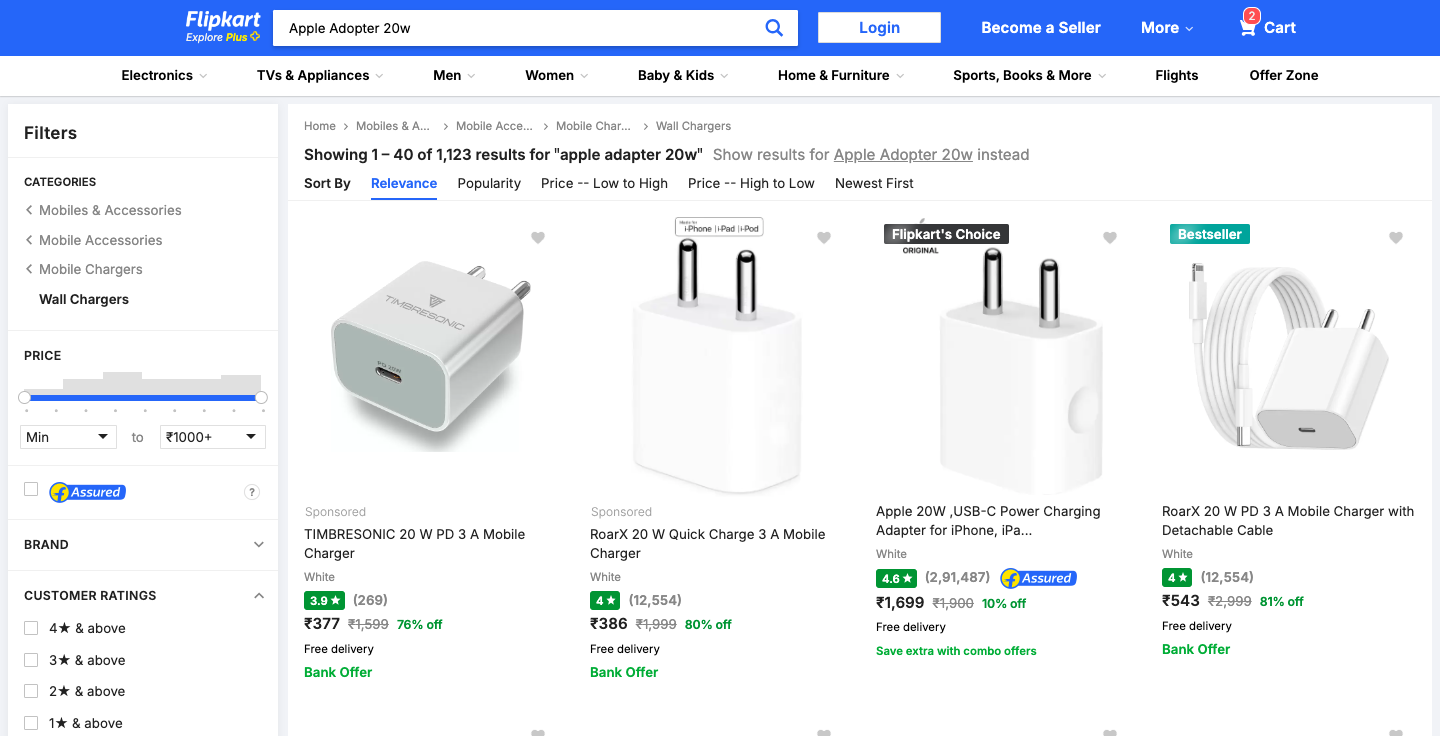 Flipkart
Explore Plus
Apple Adopter 20w
Login
Become a Seller
More
2
Cart
Electronics
TVs & Appliances
Men
Women
Baby & Kids
Home & Furniture
Sports, Books & More
Flights
Offer Zone
Filters
CATEGORIES
Mobiles & Accessories
Mobile Accessories
Mobile Chargers
Wall Chargers
PRICE
Min
to
₹1000+
Assured
?
BRAND
CUSTOMER RATINGS
4★ & above
3★ & above
2★ & above
1★ & above
Home
Mobiles & A...
Mobile Acce...
Mobile Char...
Wall Chargers
Showing 1 – 40 of 1,123 results for "apple adapter 20w" Show results for Apple Adopter 20w instead
Sort By
Relevance
Popularity
Price -- Low to High
Price -- High to Low
Newest First
TIMBRESONIC
PD 20W
Sponsored
TIMBRESONIC 20 W PD 3 A Mobile
Charger
White
3.9★ (269)
₹377 ₹1,599 76% off
Free delivery
Bank Offer
Made for
iPhone iPad iPod
Sponsored
RoarX 20 W Quick Charge 3 A Mobile
Charger
White
4★ (12,554)
₹386 ₹1,999 80% off
Free delivery
Bank Offer
Flipkart's Choice
ORIGINAL
Apple 20W ,USB-C Power Charging
Adapter for iPhone, iPa...
White
4.6★ (2,91,487) Assured
₹1,699 ₹1,900 10% off
Free delivery
Save extra with combo offers
Bestseller
RoarX 20 W PD 3 A Mobile Charger with
Detachable Cable
White
4★ (12,554)
₹543 ₹2,999 81% off
Free delivery
Bank Offer